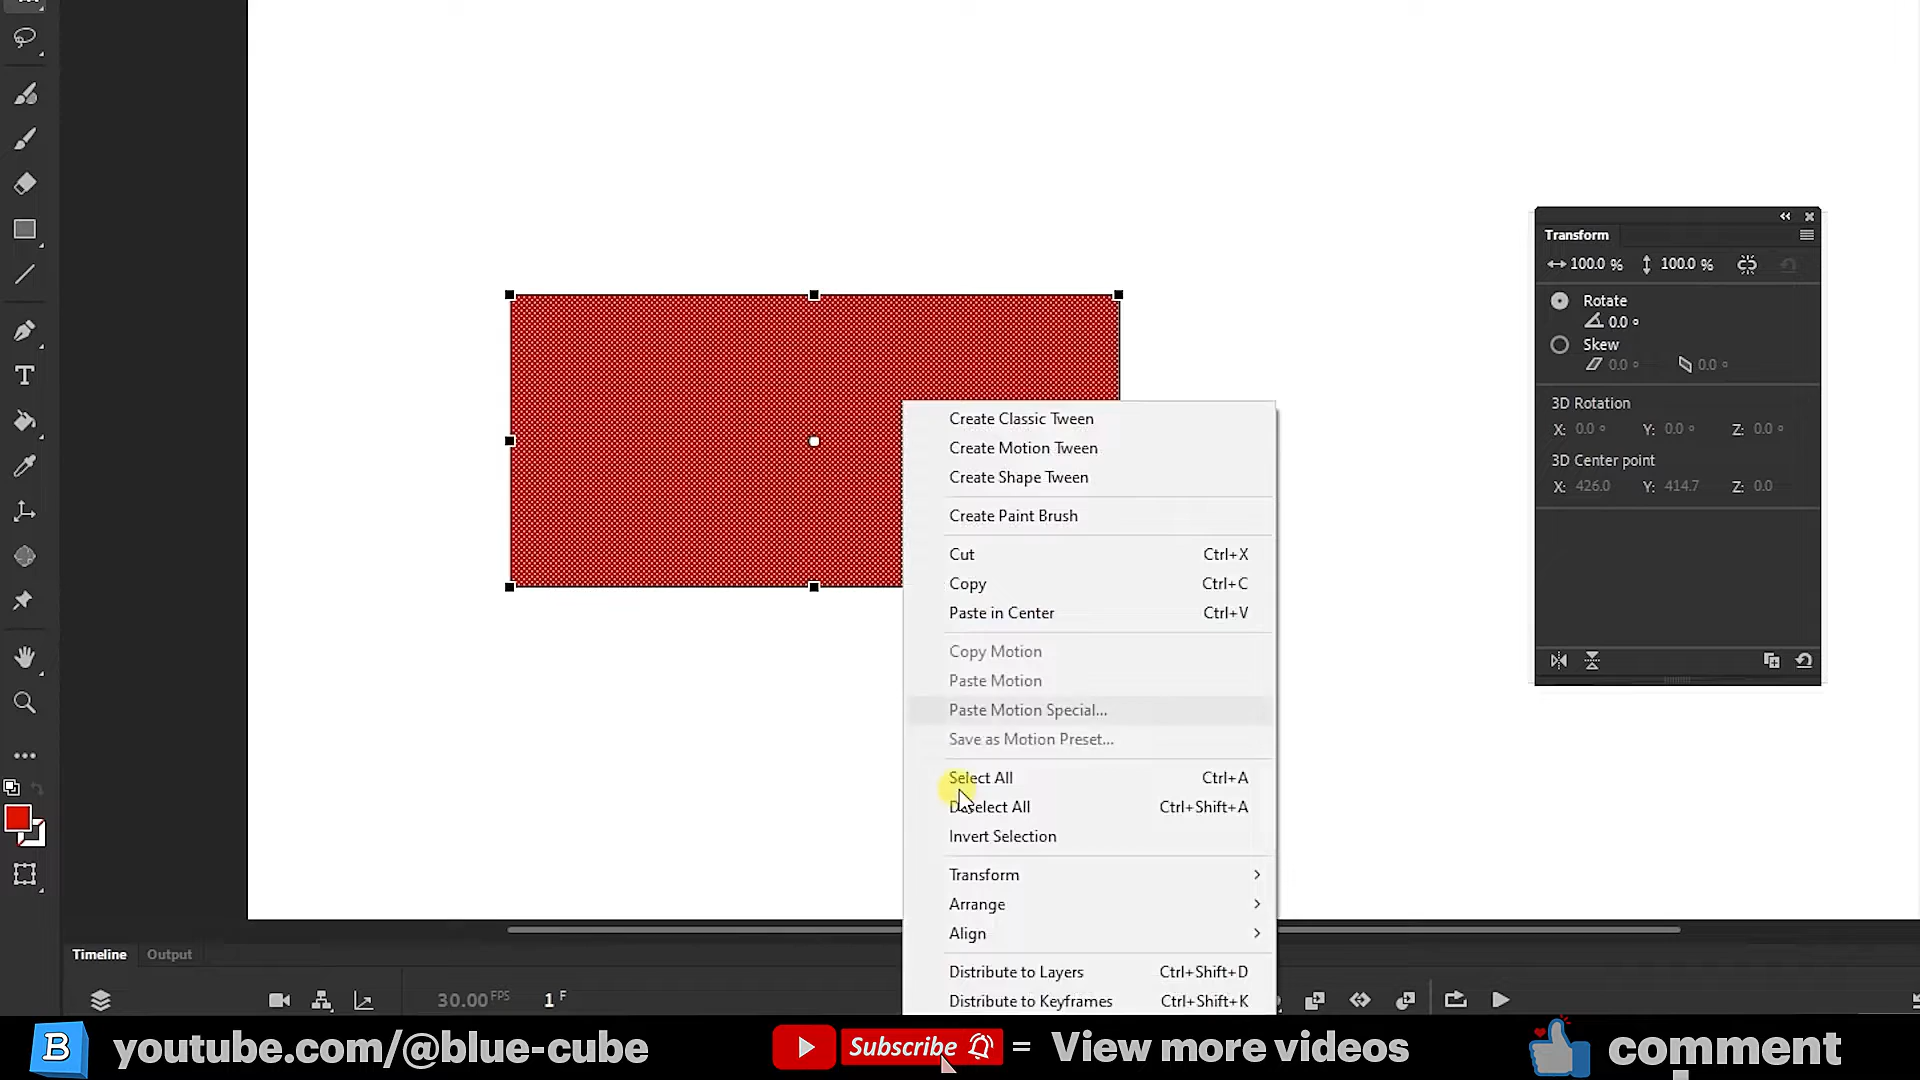 Transform
100.0 %
100.0 %
Rotate
0.0 °
Skew
0.0 °
0.0 °
3D Rotation
X: 0.0 ° Y: 0.0 ° Z: 0.0 °
3D Center point
X: 426.0 Y: 414.7 Z: 0.0
Create Classic Tween
Create Motion Tween
Create Shape Tween
Create Paint Brush
Cut Ctrl+X
Copy Ctrl+C
Paste in Center Ctrl+V
Copy Motion
Paste Motion
Paste Motion Special...
Save as Motion Preset...
Select All Ctrl+A
Deselect All Ctrl+Shift+A
Invert Selection
Transform
Arrange
Align
Distribute to Layers Ctrl+Shift+D
Distribute to Keyframes Ctrl+Shift+K
Timeline Output
30.00 FPS 1 F
B youtube.com/@blue-cube Subscribe = View more videos comment